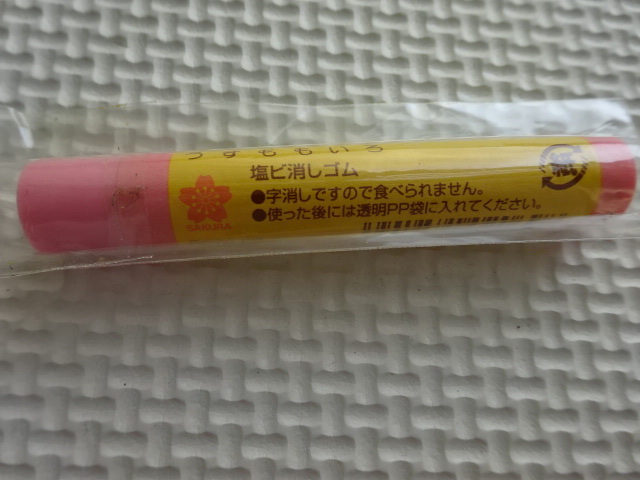 うすももいろ
塩ビ消しゴム
●字消しですので食べられません。
●使った後には透明PP袋に入れてください。
SAKURA
紙